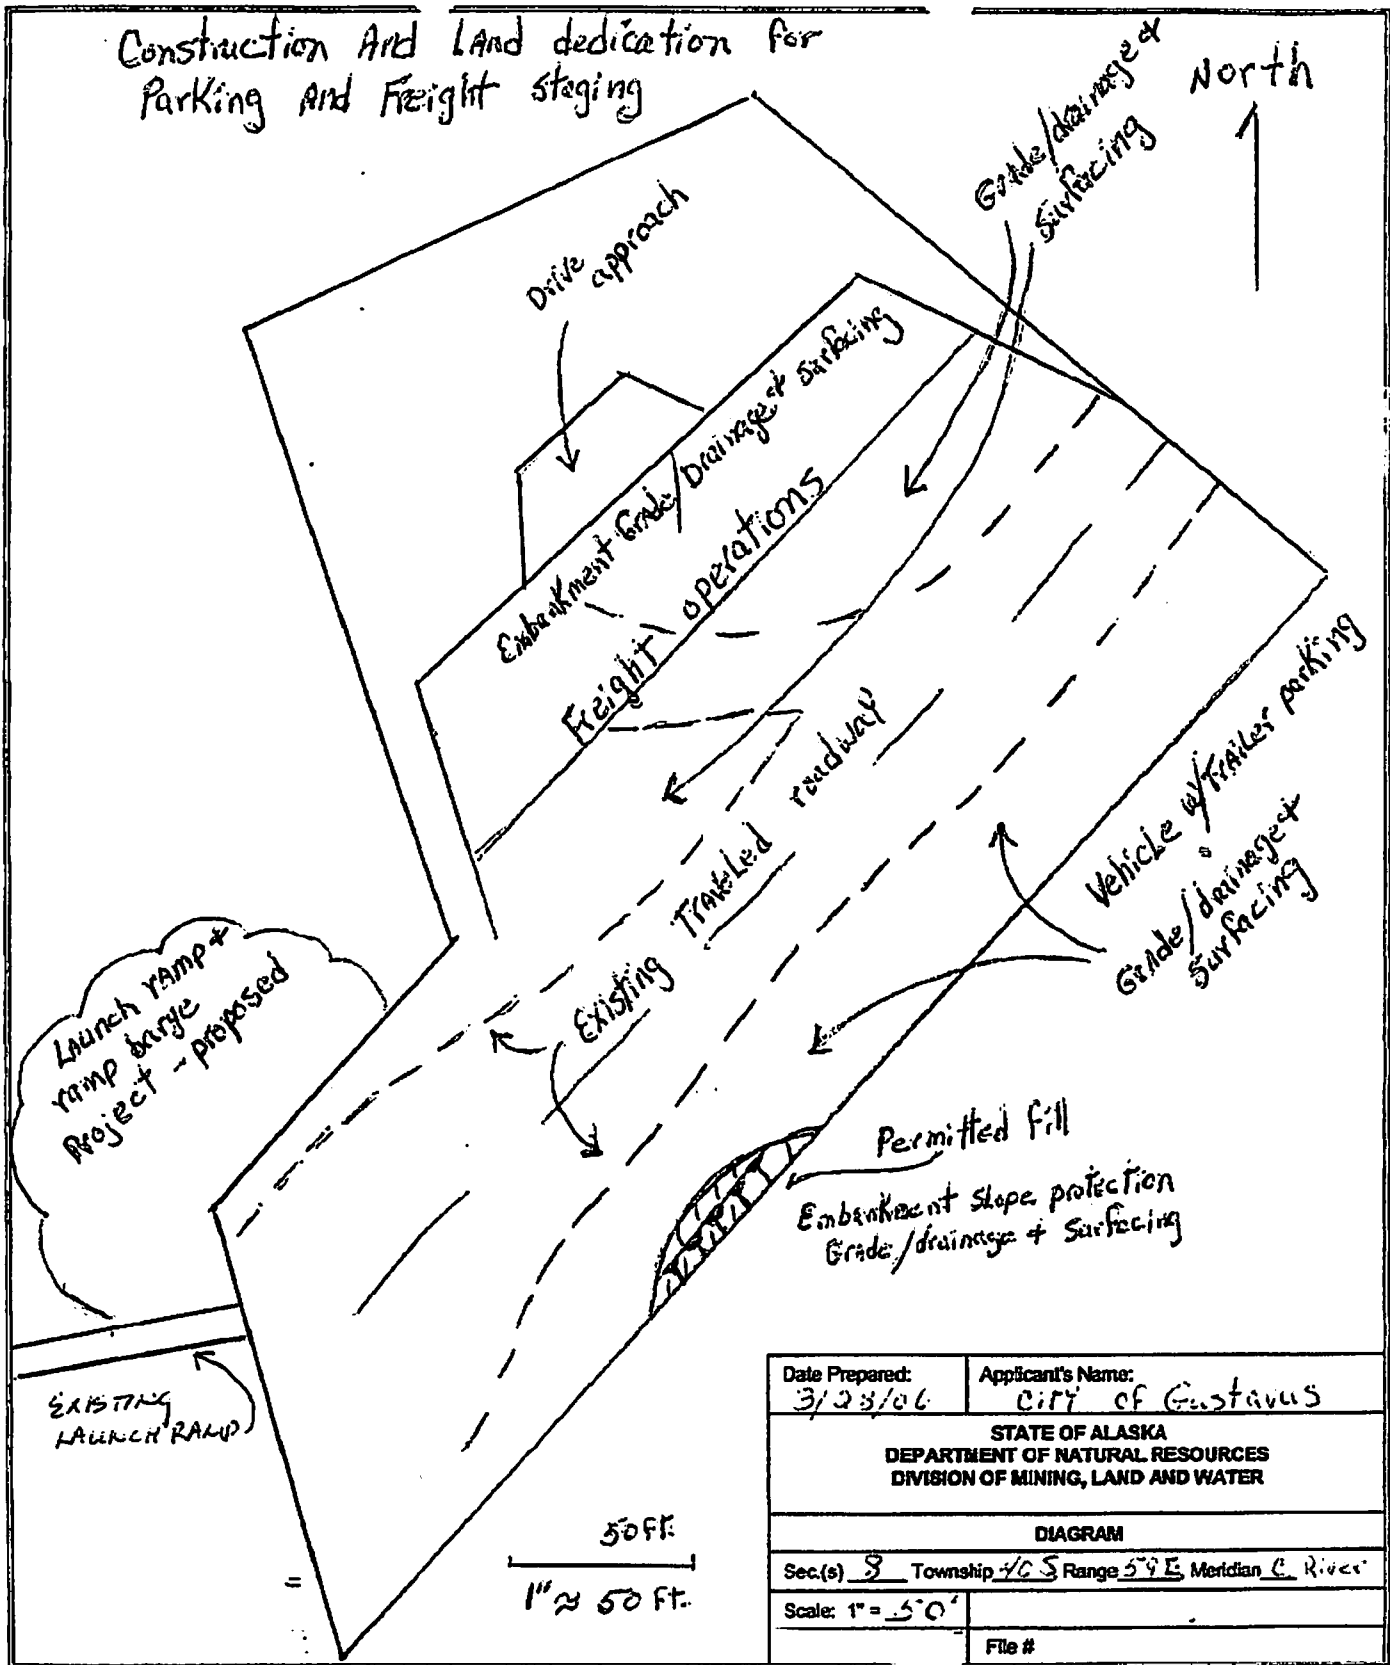 Construction And LAnd dedication for
Parking And Freight staging
North
Grade/drainage &
Surfacing
Drive
approach
Embankment Grade/Drainage & surfacing
Freight operations
Existing Traveled roadway
Vehicle w/Trailer parking
Grade/drainage &
Surfacing
LAunch rAmp &
ramp barge
Project - proposed
Permitted fill
Embankment slope protection
Grade/drainage & Surfacing
EXISTING
LAUNCH RAMP
50 Ft.
1" ≈ 50 Ft.
Date Prepared:
3/23/06
Applicant's Name:
CITY OF Gustavus
STATE OF ALASKA
DEPARTMENT OF NATURAL RESOURCES
DIVISION OF MINING, LAND AND WATER
DIAGRAM
Sec.(s) 8 Township 40 S Range 59 E Meridian C. River
Scale: 1" = 50'
File #